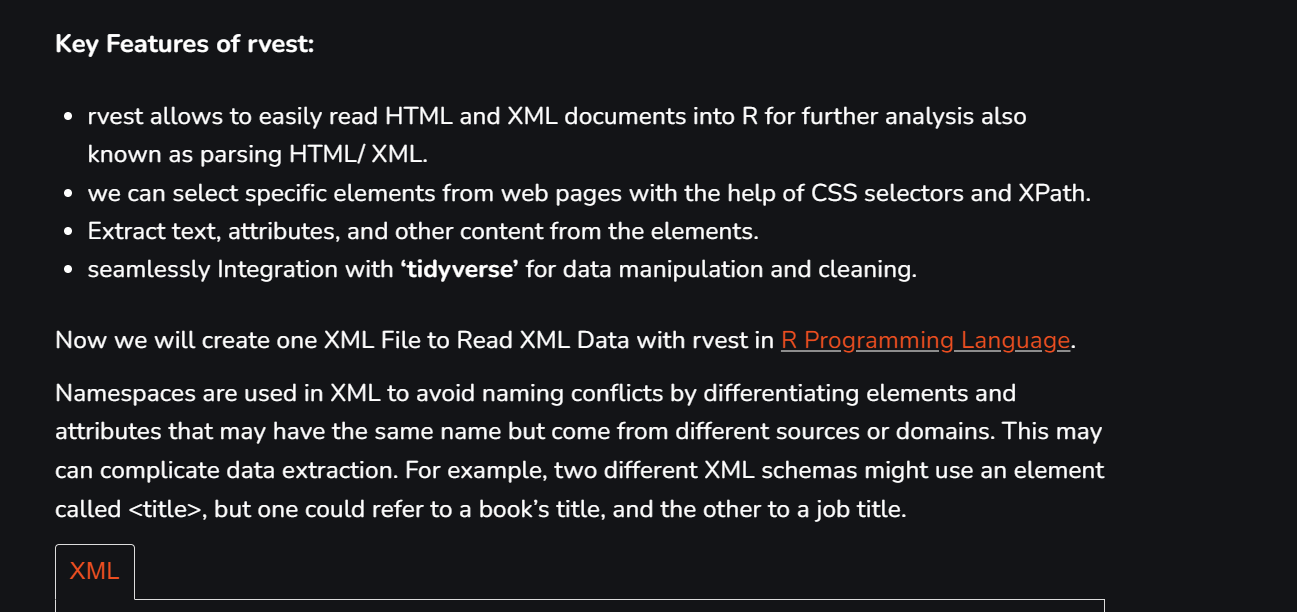 Key Features of rvest:
rvest allows to easily read HTML and XML documents into R for further analysis also
known as parsing HTML/ XML.
we can select specific elements from web pages with the help of CSS selectors and XPath.
Extract text, attributes, and other content from the elements.
seamlessly Integration with ‘tidyverse’ for data manipulation and cleaning.
Now we will create one XML File to Read XML Data with rvest in R Programming Language.
Namespaces are used in XML to avoid naming conflicts by differentiating elements and
attributes that may have the same name but come from different sources or domains. This may
can complicate data extraction. For example, two different XML schemas might use an element
called <title>, but one could refer to a book’s title, and the other to a job title.
XML